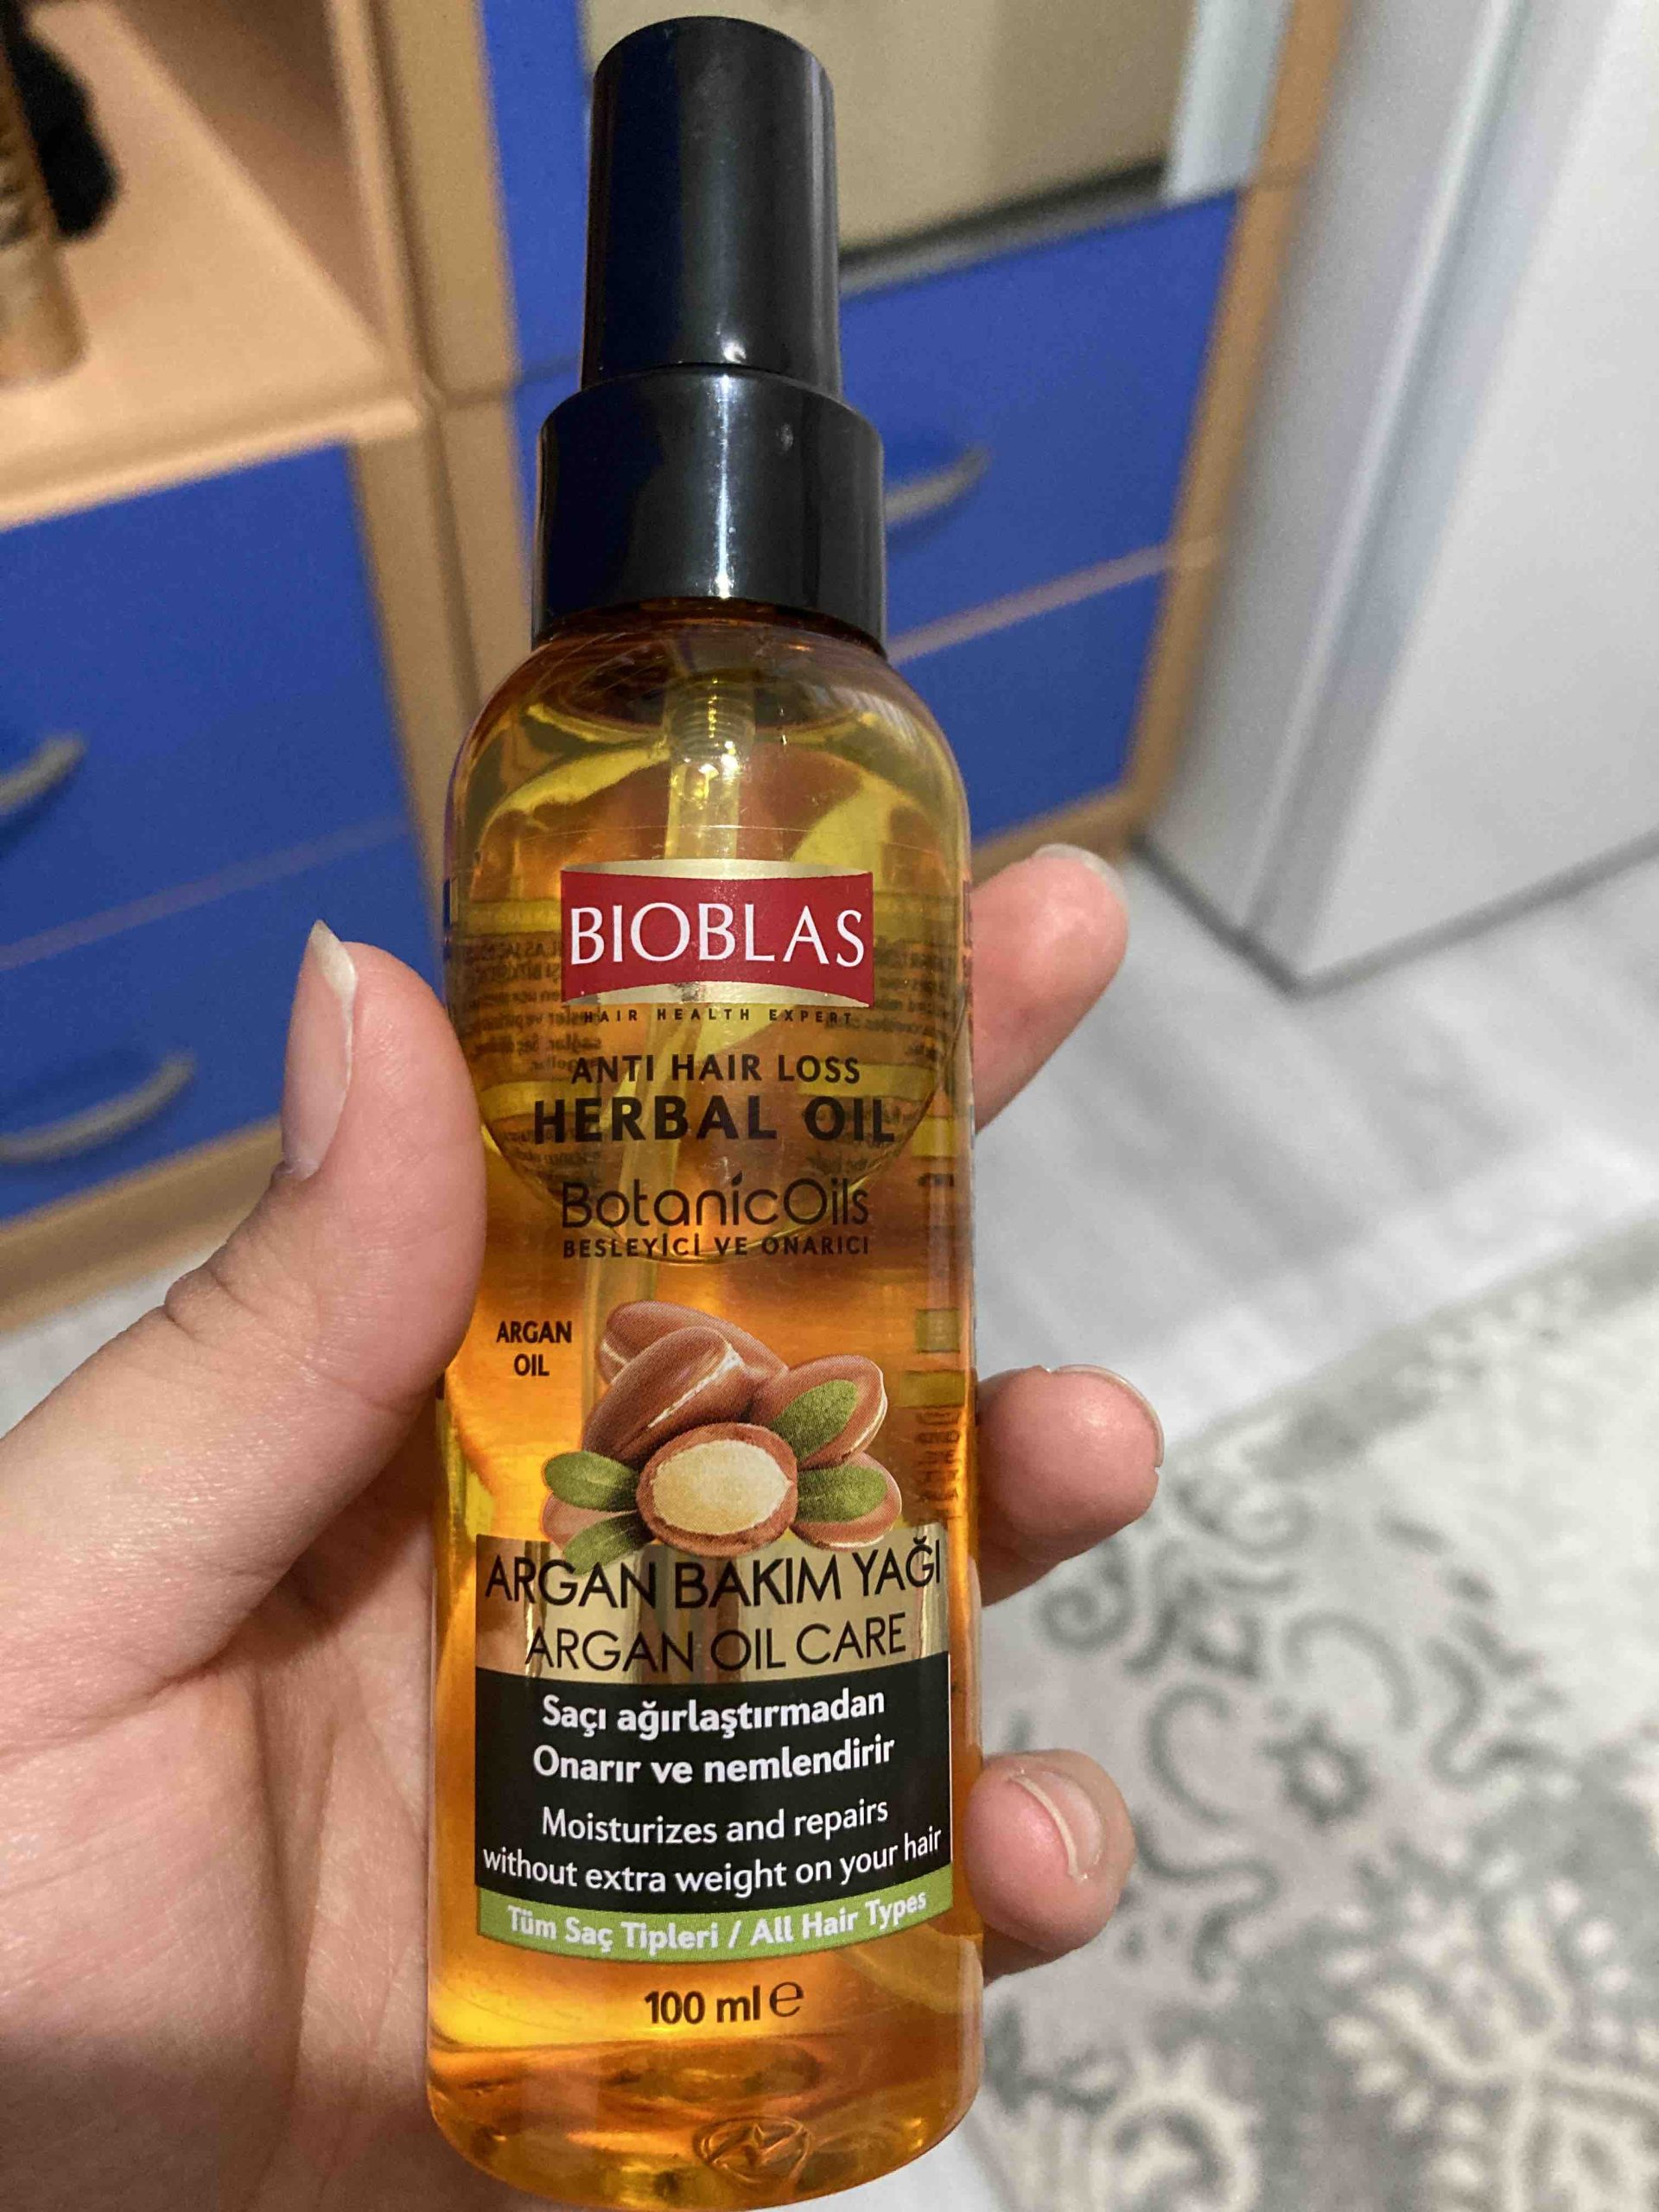 BIOBLAS
HAIR HEALTH EXPERT
ANTI HAIR LOSS
HERBAL OIL
BotanicOils
BESLEYİCİ VE ONARICI
ARGAN
OIL
ARGAN BAKIM YAĞI
ARGAN OIL CARE
Saçı ağırlaştırmadan
Onarır ve nemlendirir
Moisturizes and repairs
without extra weight on your hair
Tüm Saç Tipleri / All Hair Types
100 ml ℮